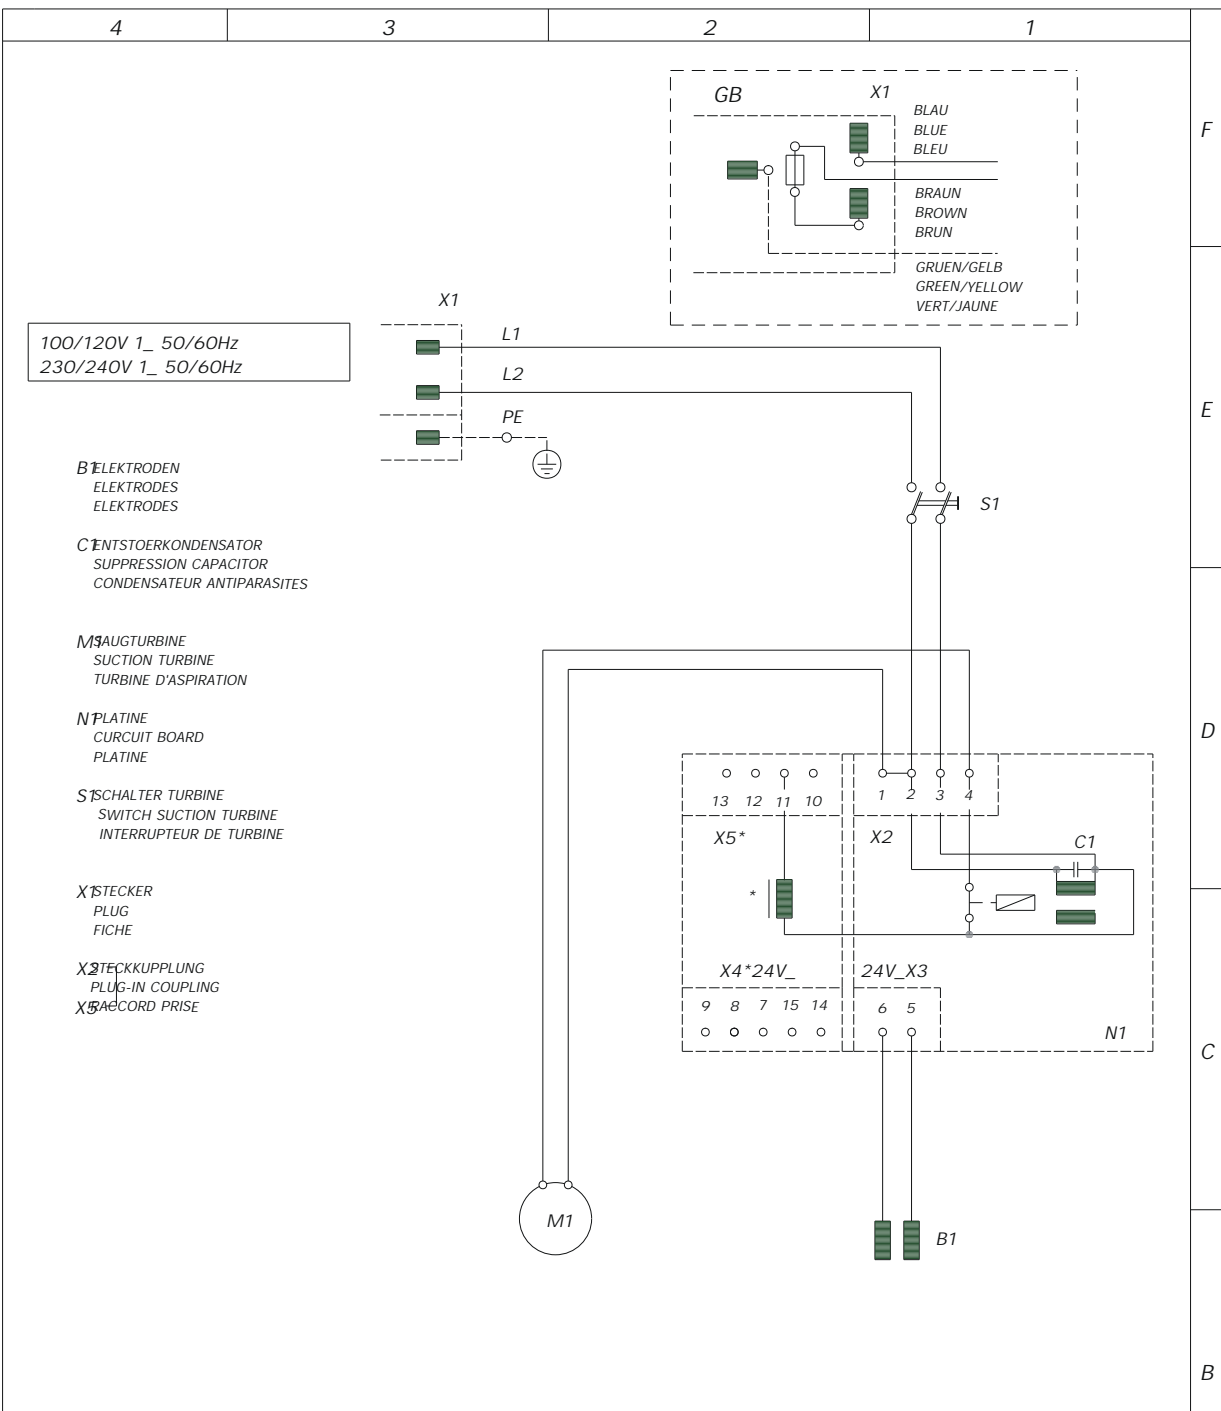 4 3 2 1
F
E
D
C
B
GB X1
BLAU
BLUE
BLEU
BRAUN
BROWN
BRUN
GRUEN/GELB
GREEN/YELLOW
VERT/JAUNE
X1
100/120V 1_ 50/60Hz
230/240V 1_ 50/60Hz
L1
L2
PE
S1
B1 ELEKTRODEN
ELEKTRODES
ELEKTRODES
C1 ENTSTOERKONDENSATOR
SUPPRESSION CAPACITOR
CONDENSATEUR ANTIPARASITES
M1 SAUGTURBINE
SUCTION TURBINE
TURBINE D'ASPIRATION
N1 PLATINE
CURCUIT BOARD
PLATINE
S1 SCHALTER TURBINE
SWITCH SUCTION TURBINE
INTERRUPTEUR DE TURBINE
X1 STECKER
PLUG
FICHE
X2 STECKKUPPLUNG
PLUG-IN COUPLING
X5 RACCORD PRISE
13 12 11 10 1 2 3 4
X5* X2 C1
*
X4*24V_ 24V_X3
9 8 7 15 14 6 5
N1
M1
B1